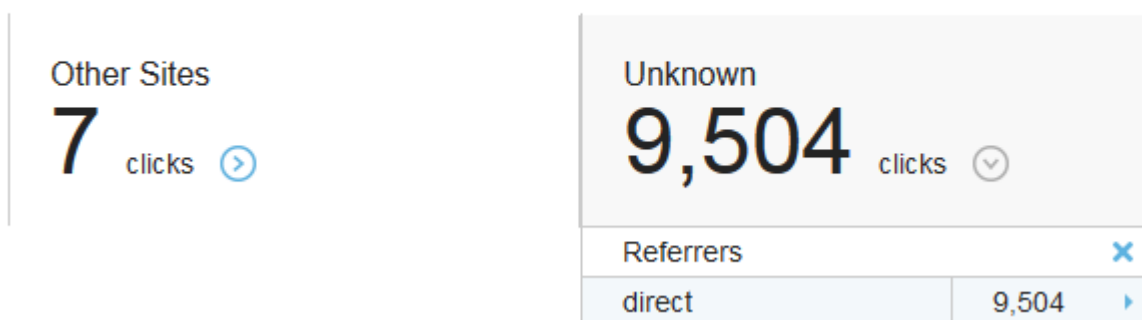 Other Sites
7 clicks
Unknown
9,504 clicks
Referrers
direct 9,504